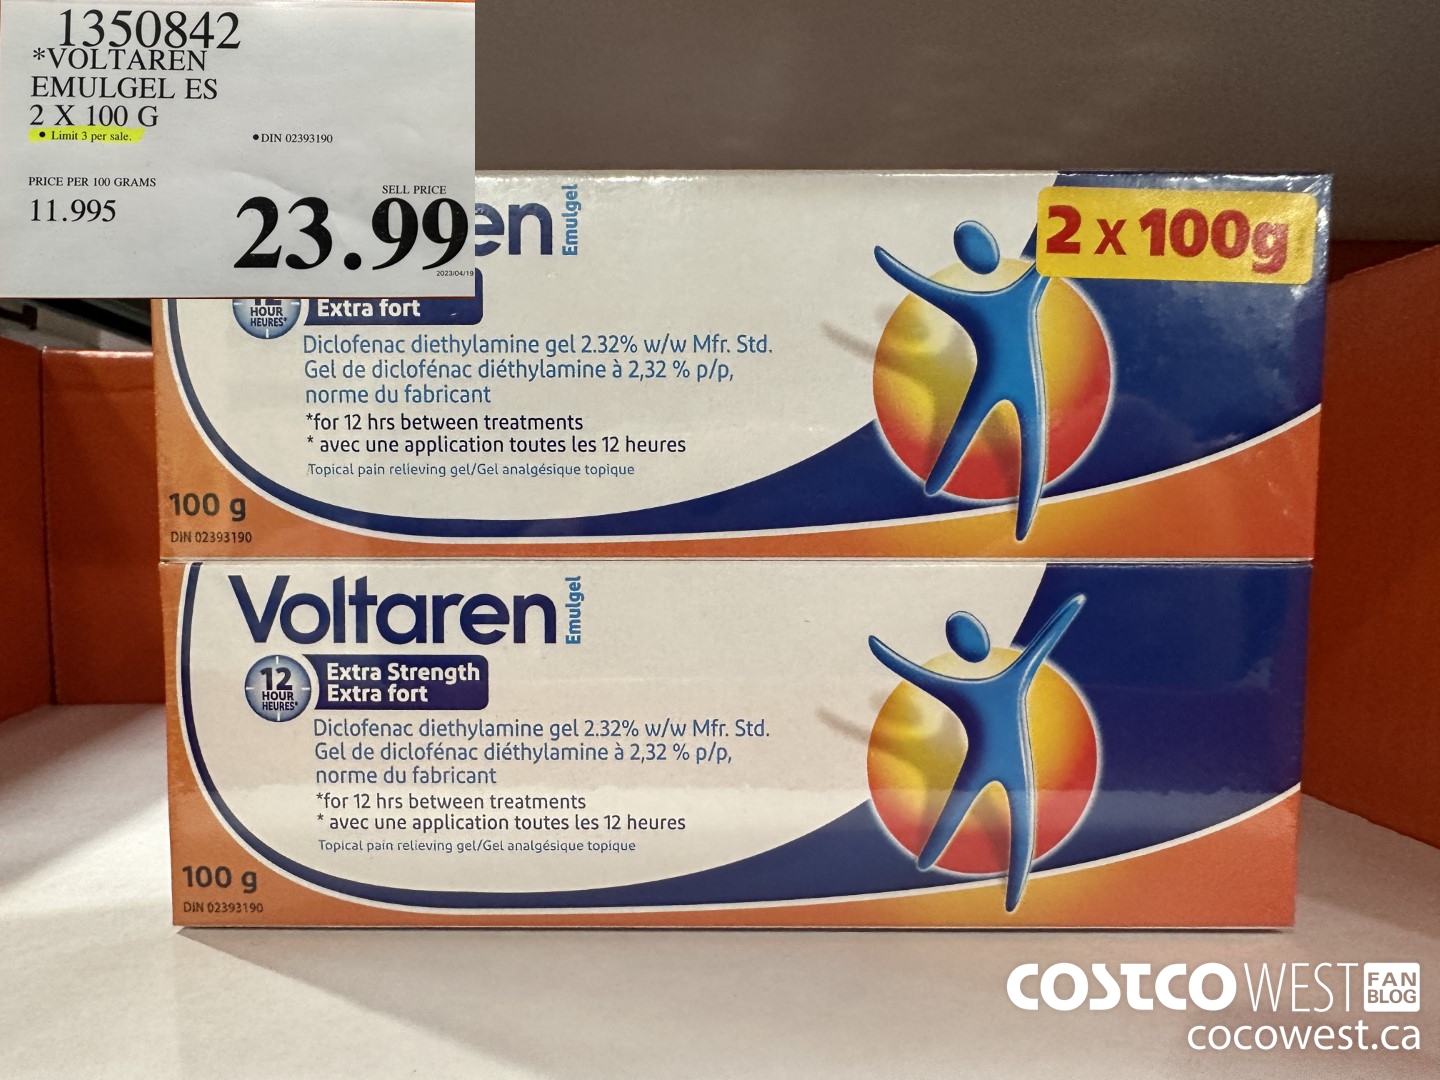 1350842
*VOLTAREN
EMULGEL ES
2 X 100 G
• Limit 3 per sale.
• DIN 02393190
PRICE PER 100 GRAMS
11.995
SELL PRICE
23.99
2023/04/19
en Emulgel
2 x 100g
12
HOUR
HEURES*
Extra fort
Diclofenac diethylamine gel 2.32% w/w Mfr. Std.
Gel de diclofénac diéthylamine à 2,32 % p/p,
norme du fabricant
*for 12 hrs between treatments
* avec une application toutes les 12 heures
Topical pain relieving gel/Gel analgésique topique
100 g
DIN 02393190
Voltaren Emulgel
12
HOUR
HEURES*
Extra Strength
Extra fort
Diclofenac diethylamine gel 2.32% w/w Mfr. Std.
Gel de diclofénac diéthylamine à 2,32 % p/p,
norme du fabricant
*for 12 hrs between treatments
* avec une application toutes les 12 heures
Topical pain relieving gel/Gel analgésique topique
100 g
DIN 02393190
COSTCO WEST FAN BLOG
cocowest.ca